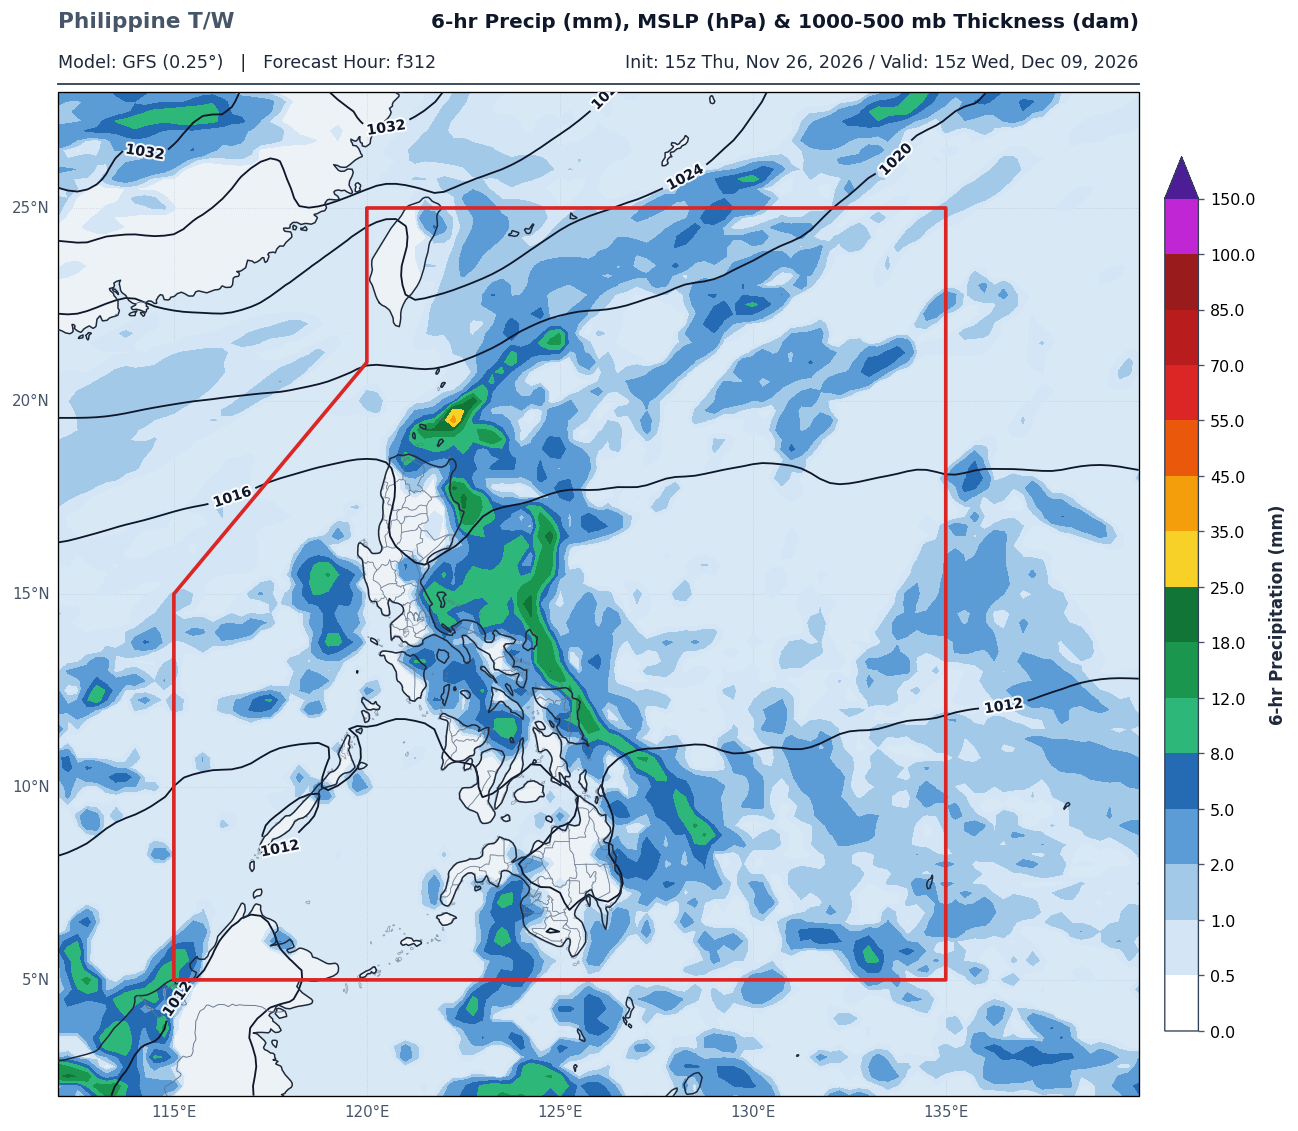 Philippine T/W
6-hr Precip (mm), MSLP (hPa) & 1000-500 mb Thickness (dam)
Model: GFS (0.25°)   |   Forecast Hour: f312
Init: 15z Thu, Nov 26, 2026 / Valid: 15z Wed, Dec 09, 2026
1032
1032
1024
1020
1016
1012
1012
1012
25°N
20°N
15°N
10°N
5°N
115°E
120°E
125°E
130°E
135°E
150.0
100.0
85.0
70.0
55.0
45.0
35.0
25.0
18.0
12.0
8.0
5.0
2.0
1.0
0.5
0.0
6-hr Precipitation (mm)